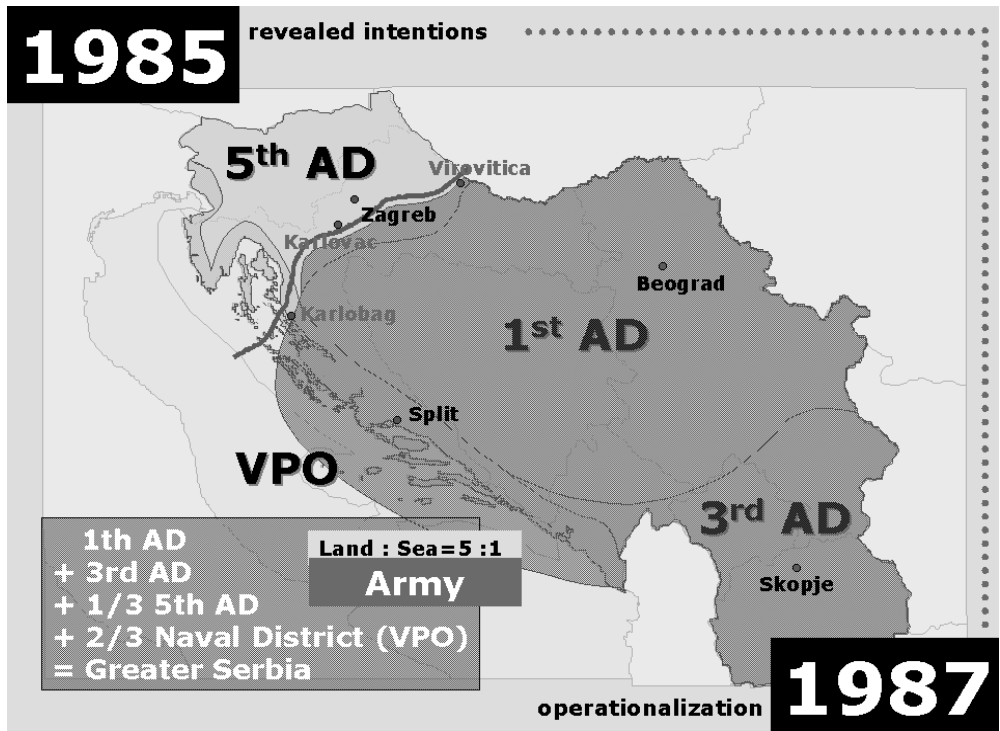 1985
revealed intentions
5th AD
Virovitica
Zagreb
Karlovac
Beograd
Karlobag
1st AD
Split
VPO
3rd AD
Skopje
Land : Sea=5 :1
Army
1th AD
+ 3rd AD
+ 1/3 5th AD
+ 2/3 Naval District (VPO)
= Greater Serbia
operationalization
1987